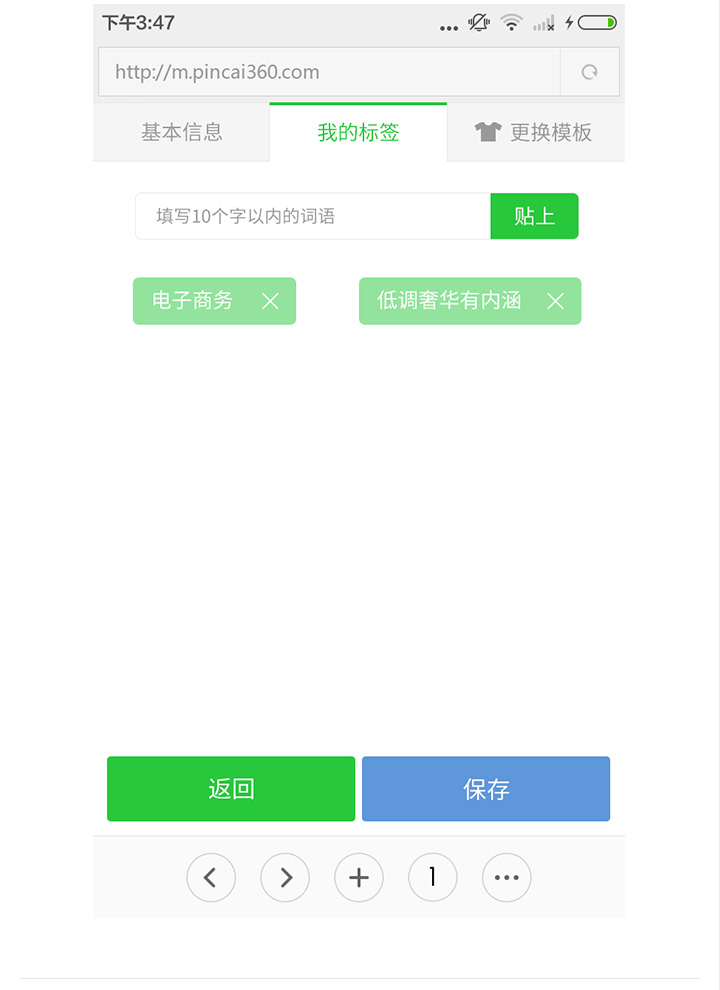 下午3:47
http://m.pincai360.com
基本信息 我的标签 更换模板
填写10个字以内的词语 贴上
电子商务 低调奢华有内涵
返回 保存
1